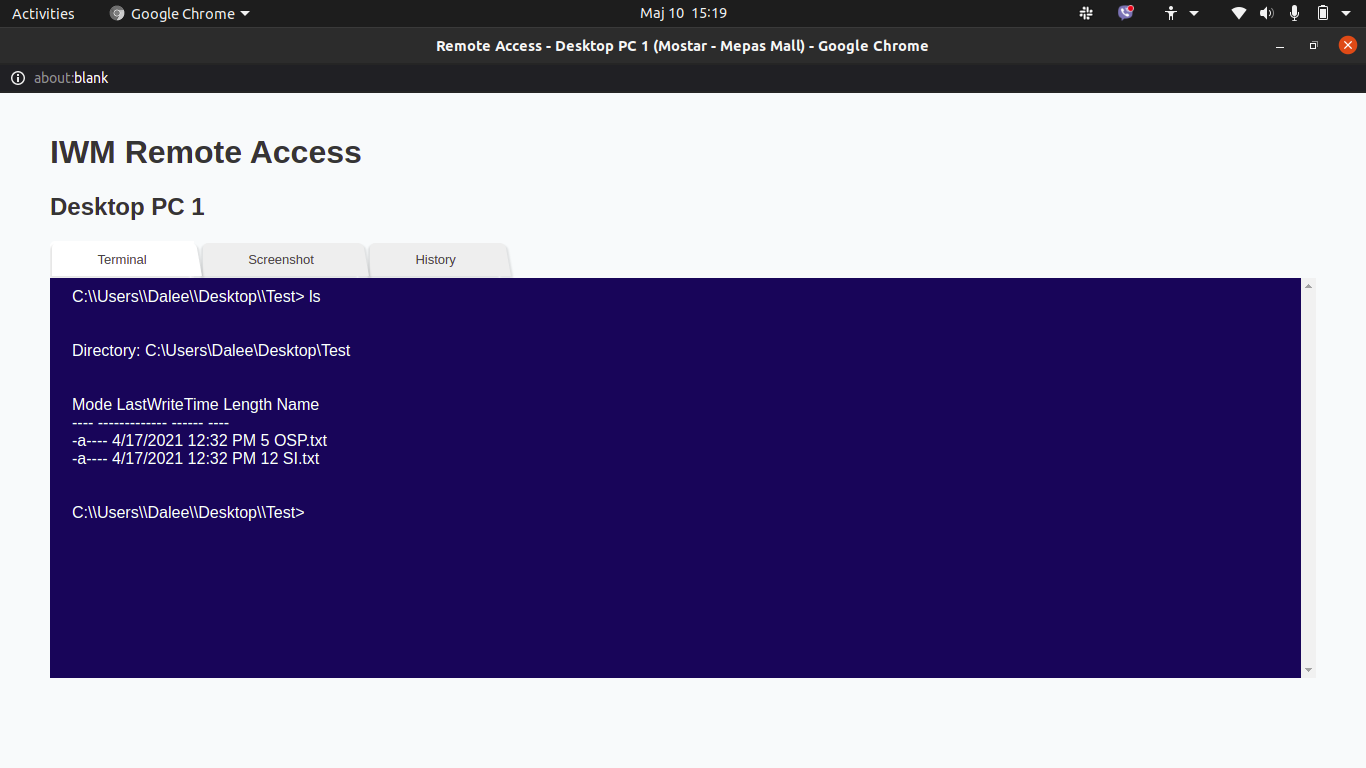 Activities Google Chrome Maj 10 15:19
Remote Access - Desktop PC 1 (Mostar - Mepas Mall) - Google Chrome
about:blank
IWM Remote Access
Desktop PC 1
Terminal Screenshot History
C:\\Users\\Dalee\\Desktop\\Test> ls
Directory: C:\Users\Dalee\Desktop\Test
Mode LastWriteTime Length Name
---- ------------- ------ ----
-a---- 4/17/2021 12:32 PM 5 OSP.txt
-a---- 4/17/2021 12:32 PM 12 SI.txt
C:\\Users\\Dalee\\Desktop\\Test>